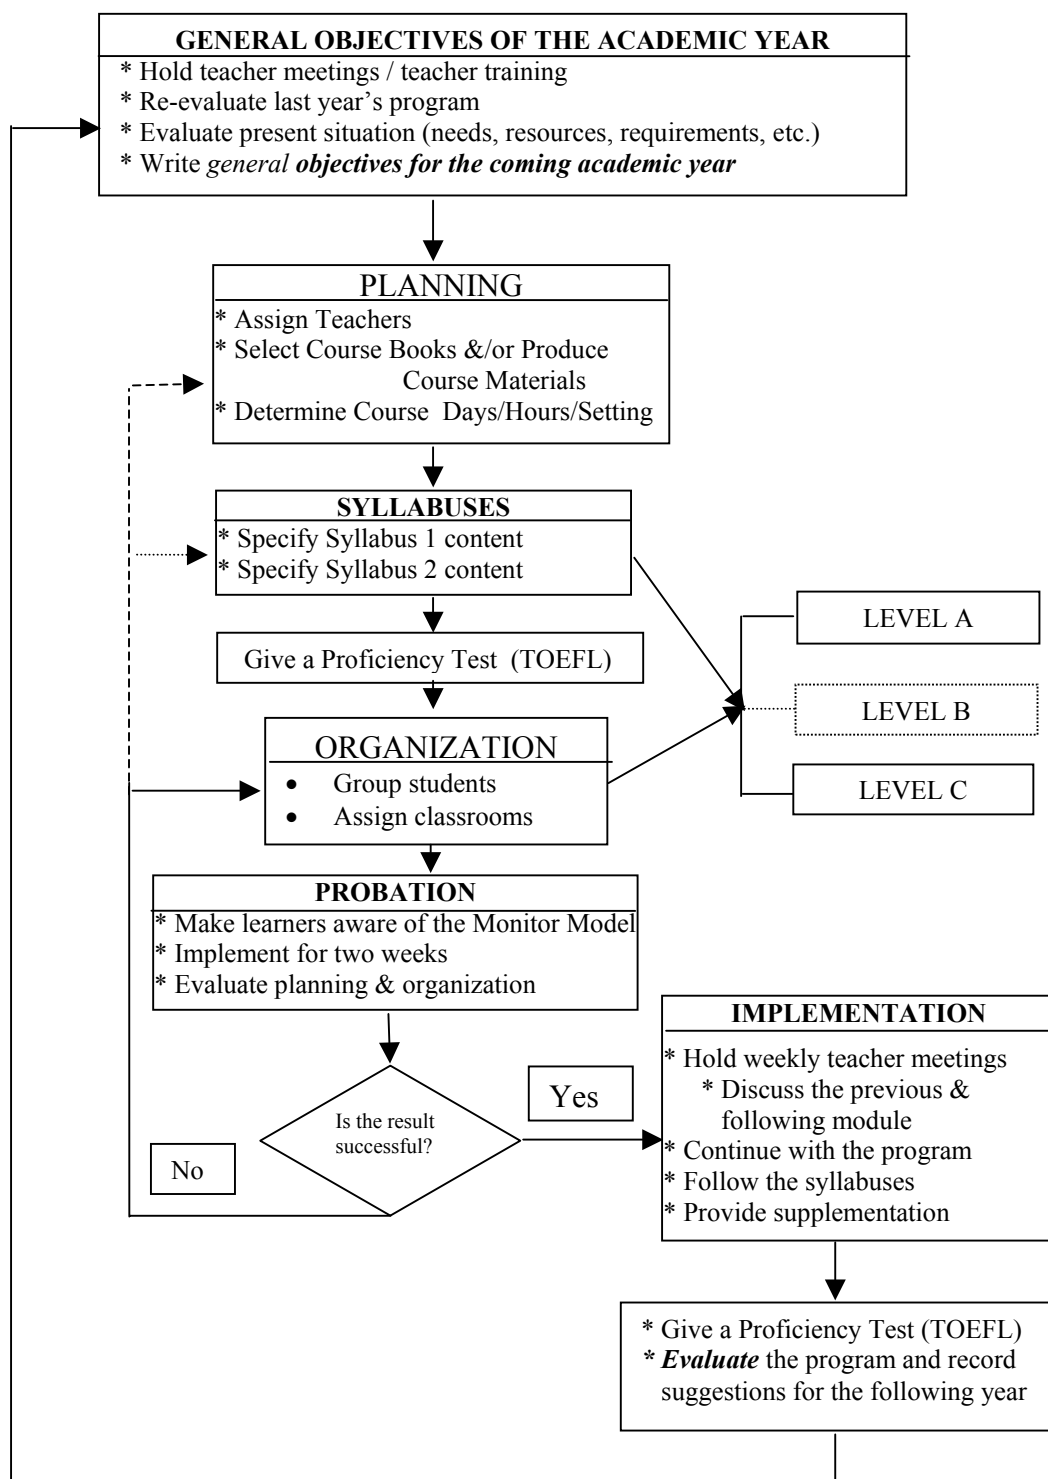 GENERAL OBJECTIVES OF THE ACADEMIC YEAR
* Hold teacher meetings / teacher training
* Re-evaluate last year’s program
* Evaluate present situation (needs, resources, requirements, etc.)
* Write general objectives for the coming academic year
PLANNING
* Assign Teachers
* Select Course Books &/or Produce
Course Materials
* Determine Course Days/Hours/Setting
SYLLABUSES
* Specify Syllabus 1 content
* Specify Syllabus 2 content
Give a Proficiency Test (TOEFL)
LEVEL A
LEVEL B
LEVEL C
ORGANIZATION
• Group students
• Assign classrooms
PROBATION
* Make learners aware of the Monitor Model
* Implement for two weeks
* Evaluate planning & organization
Is the result
successful?
Yes
No
IMPLEMENTATION
* Hold weekly teacher meetings
* Discuss the previous &
following module
* Continue with the program
* Follow the syllabuses
* Provide supplementation
* Give a Proficiency Test (TOEFL)
* Evaluate the program and record
suggestions for the following year